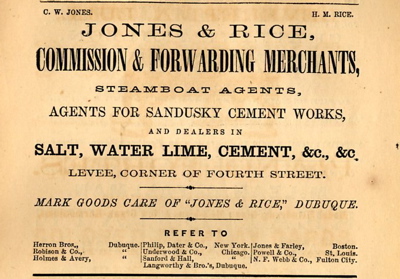 C. W. JONES. H. M. RICE.
JONES & RICE,
COMMISSION & FORWARDING MERCHANTS,
STEAMBOAT AGENTS,
AGENTS FOR SANDUSKY CEMENT WORKS,
AND DEALERS IN
SALT, WATER LIME, CEMENT, &c., &c.
LEVEE, CORNER OF FOURTH STREET.
MARK GOODS CARE OF "JONES & RICE," DUBUQUE.
REFER TO
Herron Bros., Dubuque. Philip, Dater & Co., New York. Jones & Farley, Boston.
Robison & Co., " Underwood & Co., Chicago. Powell & Co., St. Louis.
Holmes & Avery, " Sanford & Hall, " N. F. Webb & Co., Fulton City.
Langworthy & Bro.'s, Dubuque.